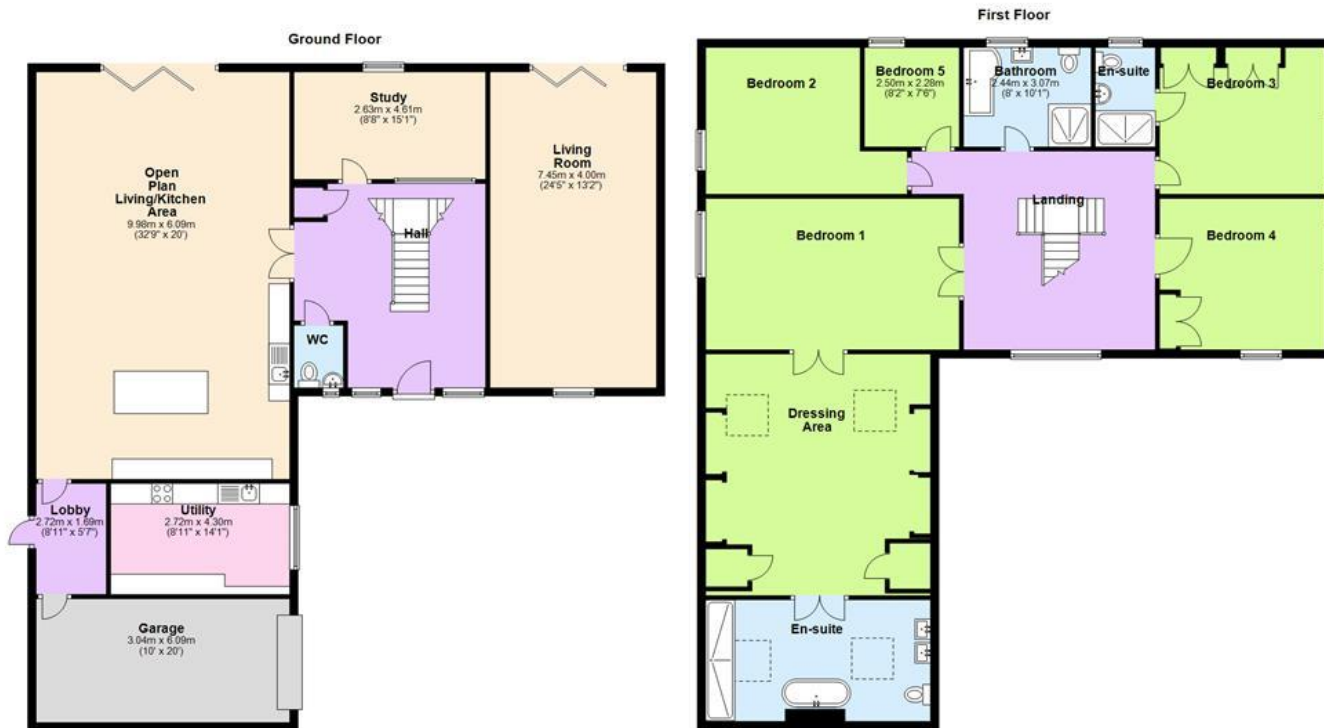 Ground Floor
Open
Plan
Living/Kitchen
Area
9.98m x 6.09m
(32'9" x 20')
Study
2.63m x 4.61m
(8'8" x 15'1")
Living
Room
7.45m x 4.00m
(24'5" x 13'2")
Hall
WC
Lobby
2.72m x 1.69m
(8'11" x 5'7")
Utility
2.72m x 4.30m
(8'11" x 14'1")
Garage
3.04m x 6.09m
(10' x 20')
First Floor
Bedroom 2
Bedroom 5
2.50m x 2.28m
(8'2" x 7'6")
Bathroom
2.44m x 3.07m
(8' x 10'1")
En-suite
Bedroom 3
Landing
Bedroom 1
Bedroom 4
Dressing
Area
En-suite